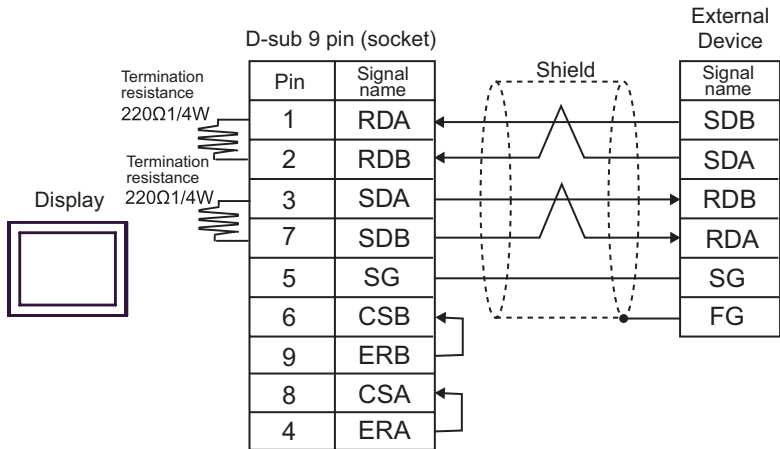 External
Device
D-sub 9 pin (socket)
Termination
resistance
220Ω1/4W
Termination
resistance
220Ω1/4W
Display
Pin
Signal
name
1 RDA
2 RDB
3 SDA
7 SDB
5 SG
6 CSB
9 ERB
8 CSA
4 ERA
Shield
Signal
name
SDB
SDA
RDB
RDA
SG
FG